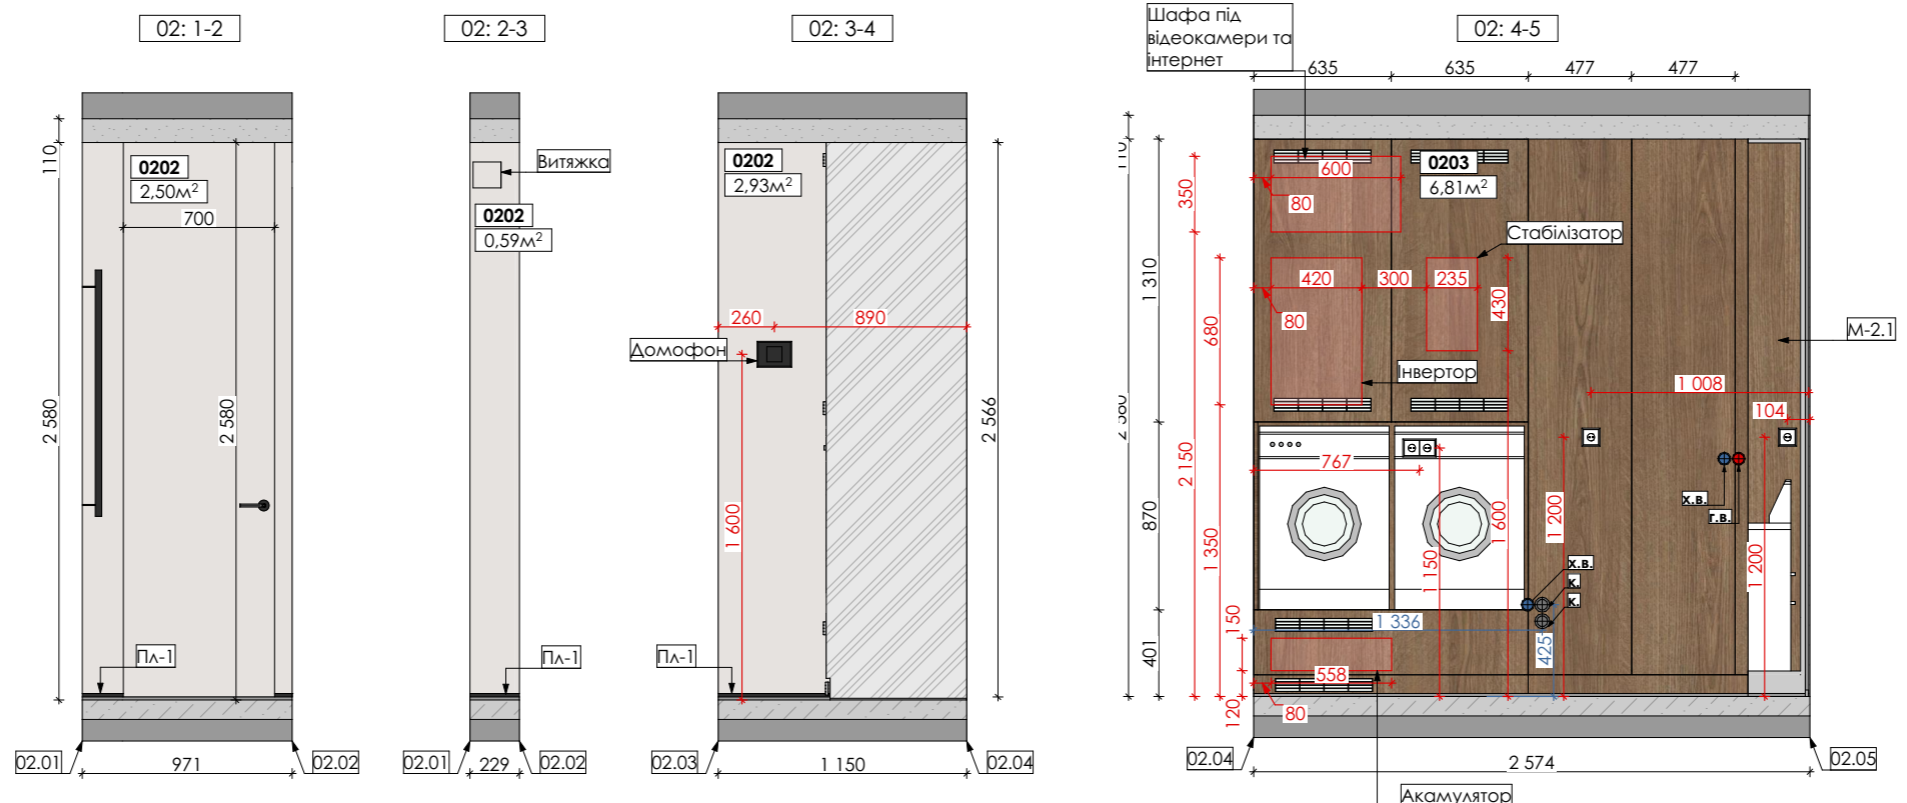 02: 1-2
02: 2-3
02: 3-4
02: 4-5
Шафа під
відеокамери та
інтернет
635
635
477
477
110
0202
2,50м²
700
2 580
2 580
Пл-1
02.01
971
02.02
Витяжка
0202
0,59м²
Пл-1
02.01
229
02.02
0202
2,93м²
260
890
Домофон
1 600
2 566
Пл-1
02.03
1 150
02.04
110
2 580
1 310
870
401
350
680
2 150
1 350
150
120
600
80
0203
6,81м²
Стабілізатор
420
300
235
80
430
Інвертор
1 008
104
М-2.1
767
1 150
1 600
1 200
1 200
х.в.
г.в.
х.в.
к.
к.
1 336
425
558
80
02.04
2 574
02.05
Акамулятор